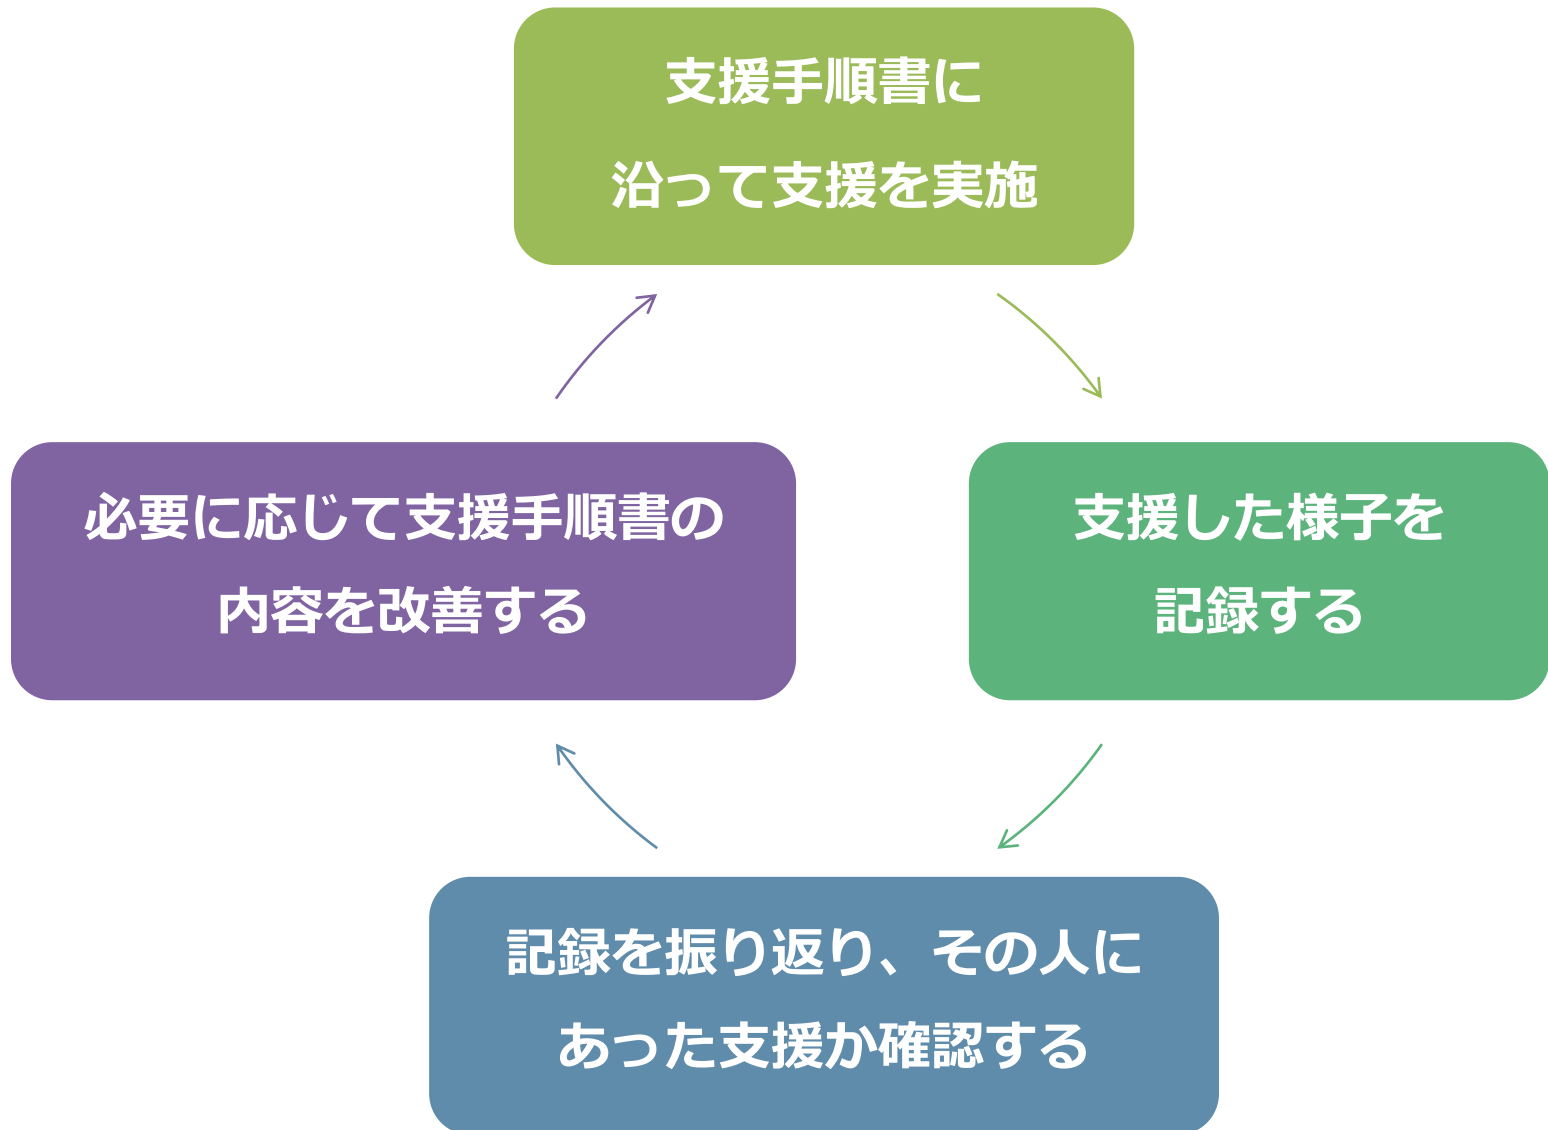 支援手順書に
沿って支援を実施
支援した様子を
記録する
記録を振り返り、その人に
あった支援か確認する
必要に応じて支援手順書の
内容を改善する